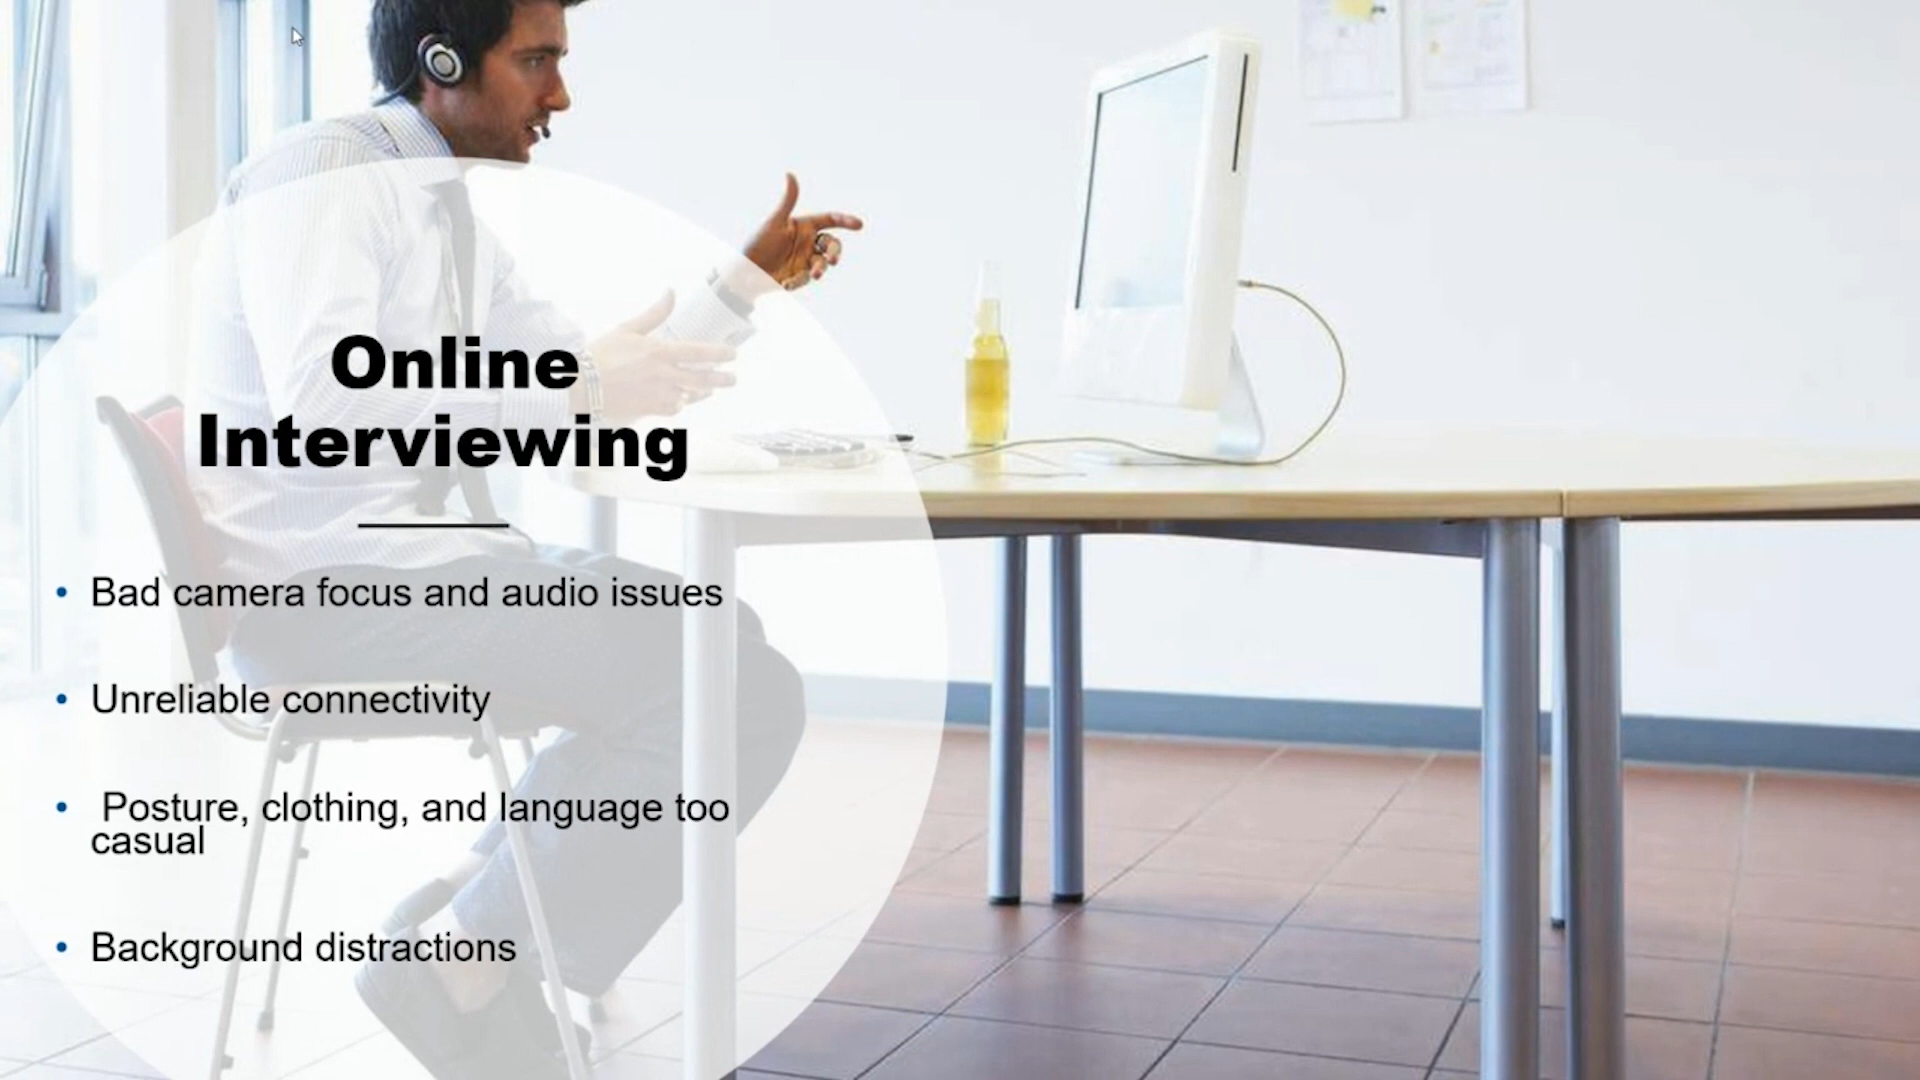 Online
Interviewing
• Bad camera focus and audio issues
• Unreliable connectivity
• Posture, clothing, and language too
casual
• Background distractions